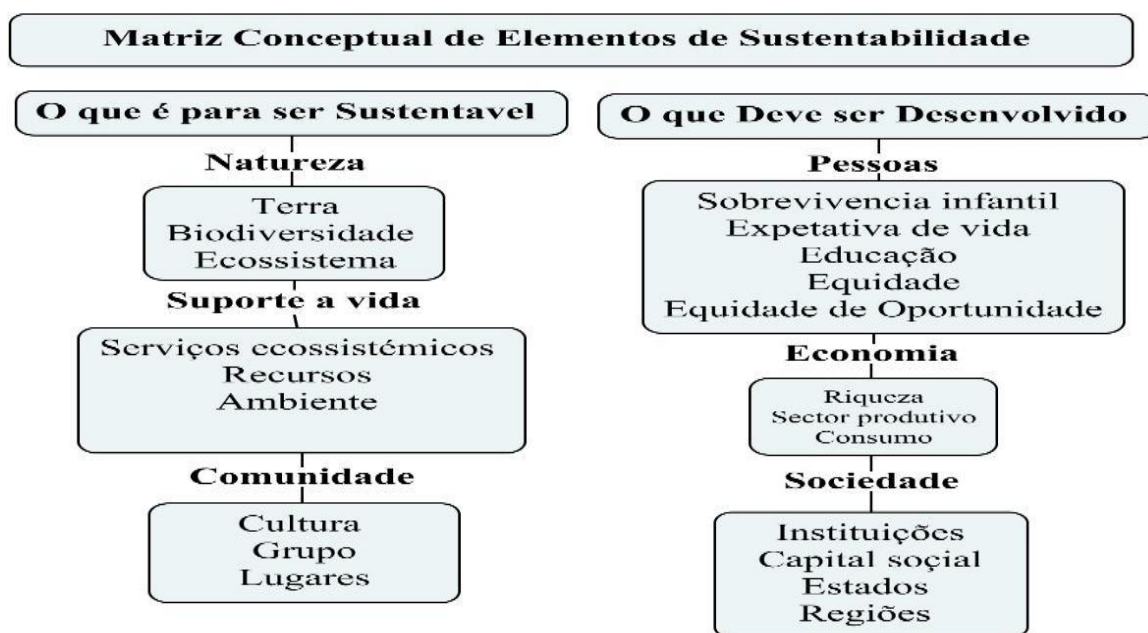 Matriz Conceptual de Elementos de Sustentabilidade
O que é para ser Sustentavel
Natureza
Terra
Biodiversidade
Ecossistema
Suporte a vida
Serviços ecossistémicos
Recursos
Ambiente
Comunidade
Cultura
Grupo
Lugares
O que Deve ser Desenvolvido
Pessoas
Sobrevivencia infantil
Expetativa de vida
Educação
Equidade
Equidade de Oportunidade
Economia
Riqueza
Sector produtivo
Consumo
Sociedade
Instituições
Capital soçial
Estados
Regiões